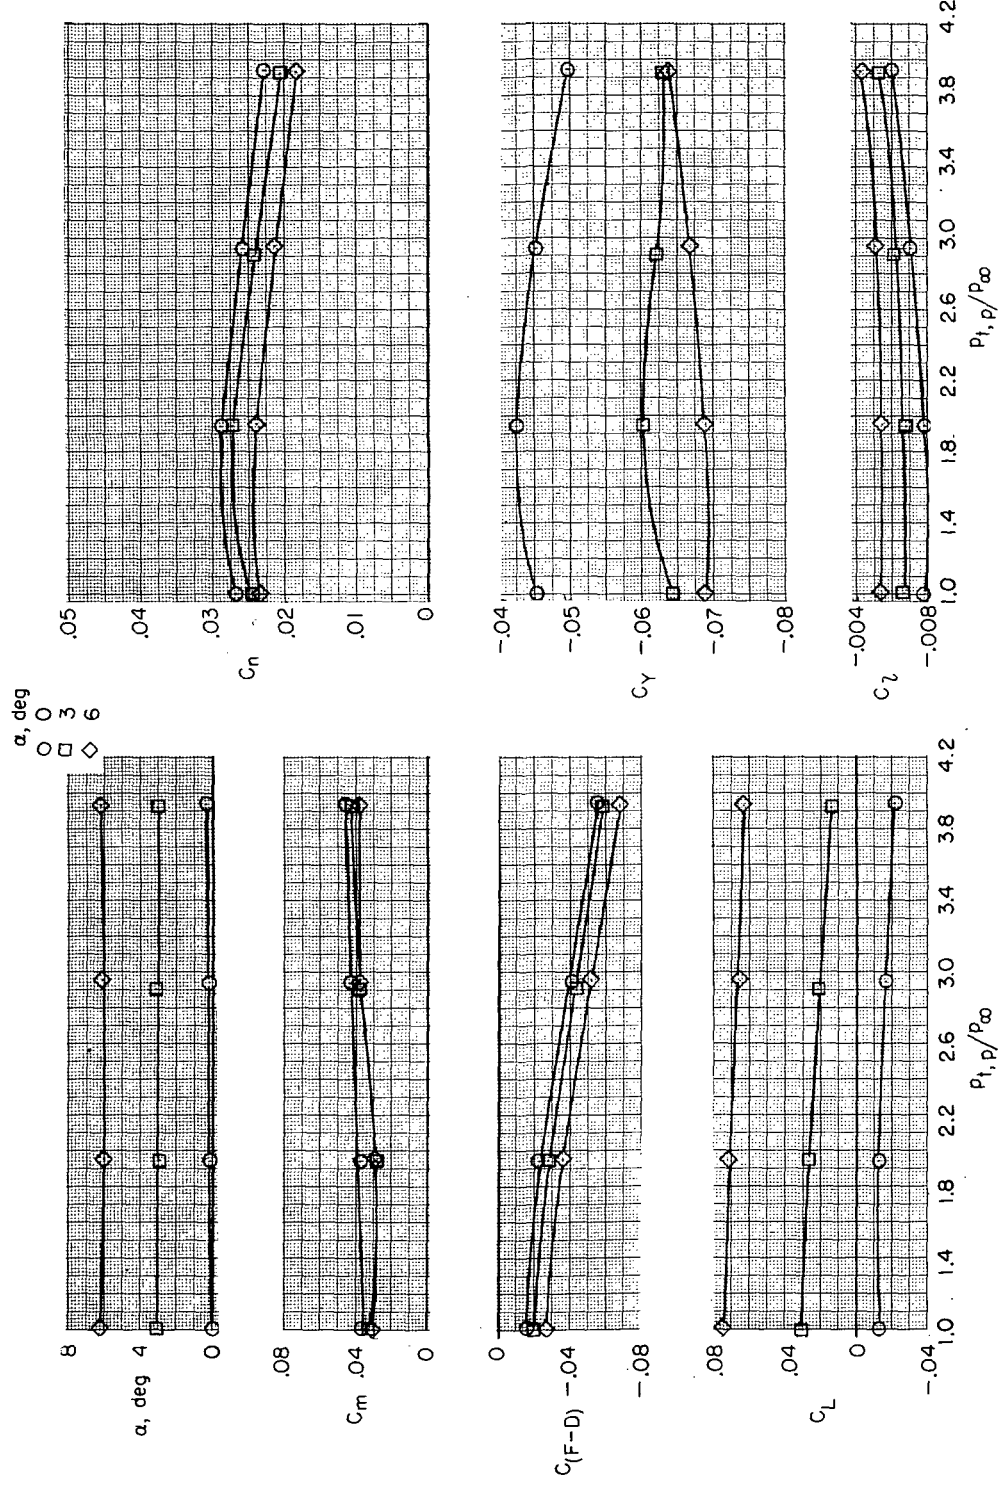 α, deg
○ 0
□ 3
◇ 6
8
4
0
α, deg
.08
.04
0
Cm
0
-.04
-.08
C(F-D)
.08
.04
0
-.04
CL
1.0 1.4 1.8 2.2 2.6 3.0 3.4 3.8 4.2
pt,p/p∞
.05
.04
.03
.02
.01
0
Cn
-.04
-.05
-.06
-.07
-.08
CY
-.004
-.008
Cl
1.0 1.4 1.8 2.2 2.6 3.0 3.4 3.8 4.2
pt,p/p∞